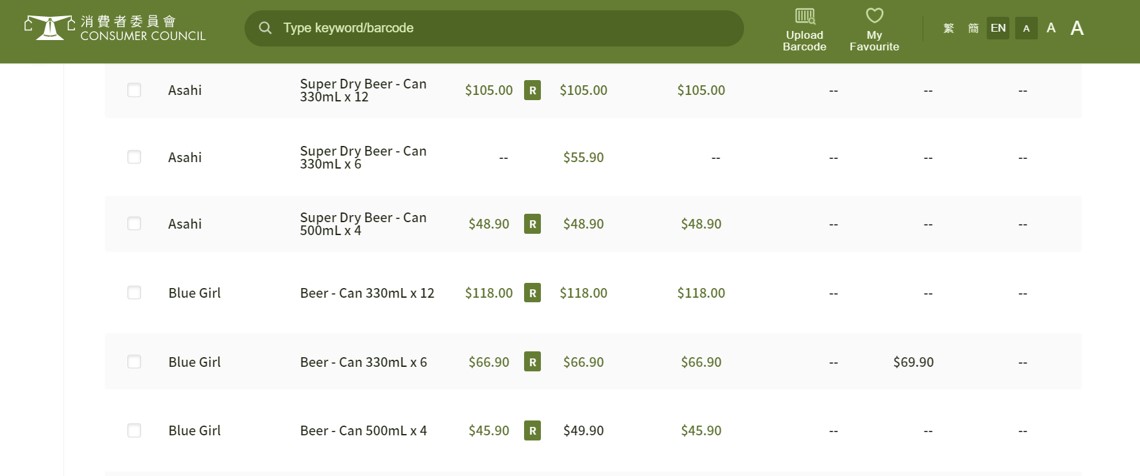 消費者委員會
CONSUMER COUNCIL
Type keyword/barcode
Upload
Barcode
My
Favourite
繁 簡 EN A A A
Asahi Super Dry Beer - Can
330mL x 12 $105.00 R $105.00 $105.00 -- -- --
Asahi Super Dry Beer - Can
330mL x 6 -- $55.90 -- -- -- --
Asahi Super Dry Beer - Can
500mL x 4 $48.90 R $48.90 $48.90 -- -- --
Blue Girl Beer - Can 330mL x 12 $118.00 R $118.00 $118.00 -- -- --
Blue Girl Beer - Can 330mL x 6 $66.90 R $66.90 $66.90 -- $69.90 --
Blue Girl Beer - Can 500mL x 4 $45.90 R $49.90 $45.90 -- -- --